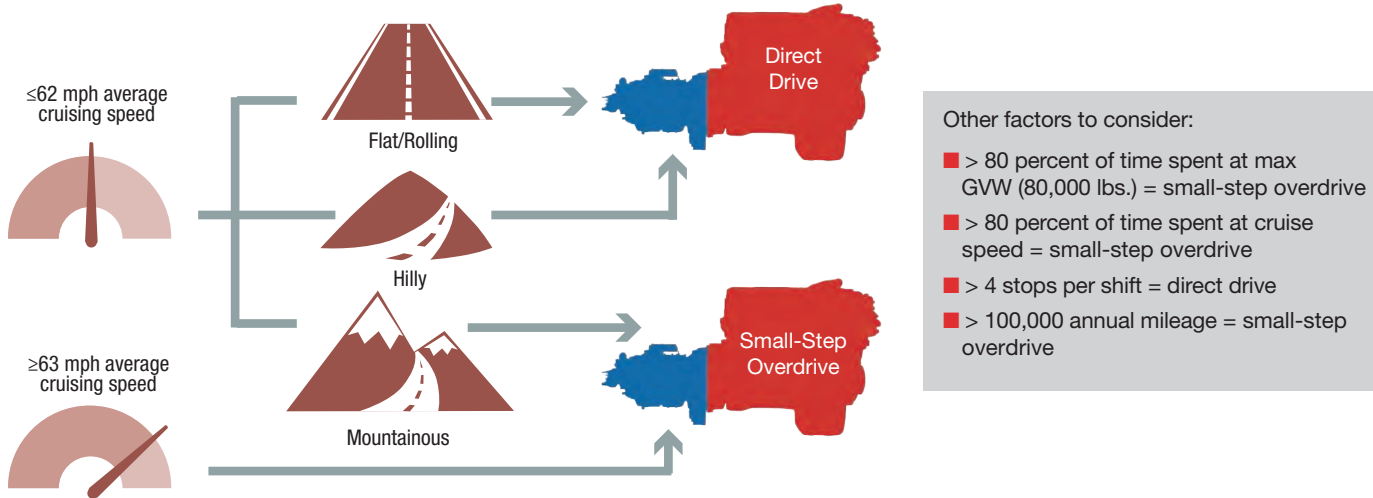 ≤62 mph average
cruising speed
Flat/Rolling
Hilly
Mountainous
≥63 mph average
cruising speed
Direct
Drive
Small-Step
Overdrive
Other factors to consider:
> 80 percent of time spent at max
GVW (80,000 lbs.) = small-step overdrive
> 80 percent of time spent at cruise
speed = small-step overdrive
> 4 stops per shift = direct drive
> 100,000 annual mileage = small-step
overdrive